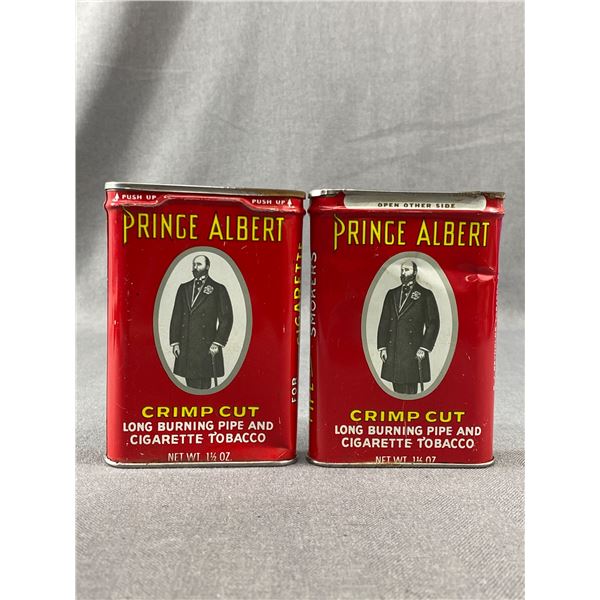 PUSH UP PUSH UP
PRINCE ALBERT
CRIMP CUT
LONG BURNING PIPE AND
CIGARETTE TOBACCO
NET WT. 1½ OZ.
FOR CIGARETTE
OPEN OTHER SIDE
PRINCE ALBERT
CRIMP CUT
LONG BURNING PIPE AND
CIGARETTE TOBACCO
NET WT. 1½ OZ.
SMOKERS